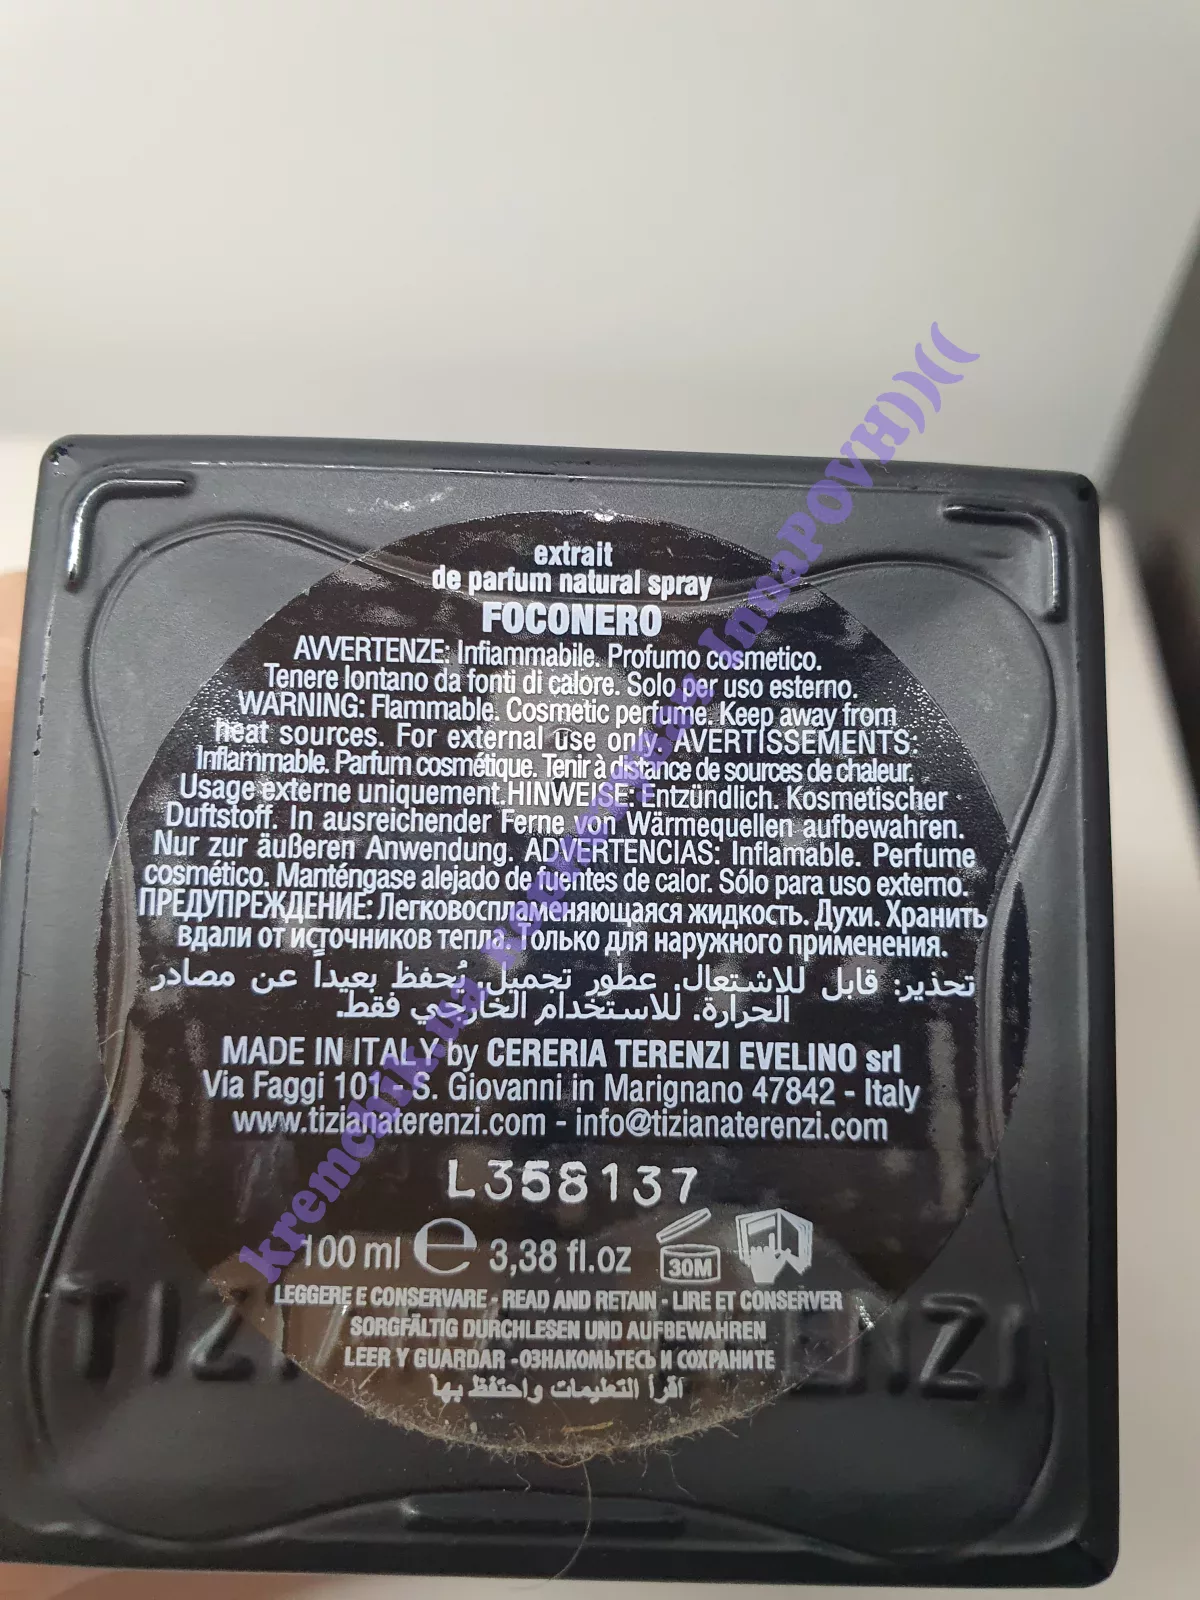 extrait
de parfum natural spray
FOCONERO
AVVERTENZE: Infiammabile. Profumo cosmetico.
Tenere lontano da fonti di calore. Solo per uso esterno.
WARNING: Flammable. Cosmetic perfume. Keep away from
heat sources. For external use only. AVERTISSEMENTS:
Inflammable. Parfum cosmétique. Tenir à distance de sources de chaleur.
Usage externe uniquement.HINWEISE: Entzündlich. Kosmetischer
Duftstoff. In ausreichender Ferne von Wärmequellen aufbewahren.
Nur zur äußeren Anwendung. ADVERTENCIAS: Inflamable. Perfume
cosmético. Manténgase alejado de fuentes de calor. Sólo para uso externo.
ПРЕДУПРЕЖДЕНИЕ: Легковоспламеняющаяся жидкость. Духи. Хранить
вдали от источников тепла. Только для наружного применения.
تحذير: قابل للاشتعال. عطور تجميل. يُحفظ بعيداً عن مصادر
الحرارة. للاستخدام الخارجي فقط.
MADE IN ITALY by CERERIA TERENZI EVELINO srl
Via Faggi 101 - S. Giovanni in Marignano 47842 - Italy
www.tizianaterenzi.com - info@tizianaterenzi.com
L358137
100 ml e 3,38 fl.oz 30M
LEGGERE E CONSERVARE - READ AND RETAIN - LIRE ET CONSERVER
SORGFÄLTIG DURCHLESEN UND AUFBEWAHREN
LEER Y GUARDAR - ОЗНАКОМЬТЕСЬ И СОХРАНИТЕ
اقرأ التعليمات واحتفظ بها
kremchik.ua InnaPOVH))((